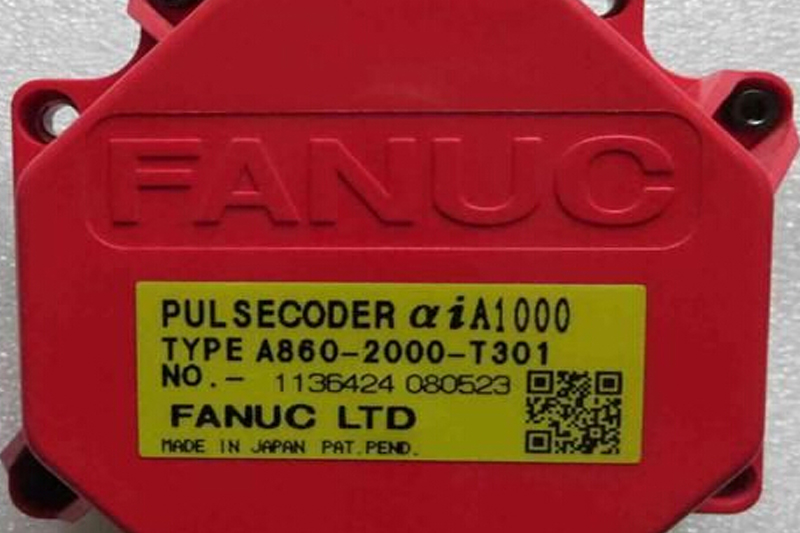 FANUC
PULSECODER αiA1000
TYPE A860-2000-T301
NO.- 1136424 080523
FANUC LTD
MADE IN JAPAN PAT.PEND.